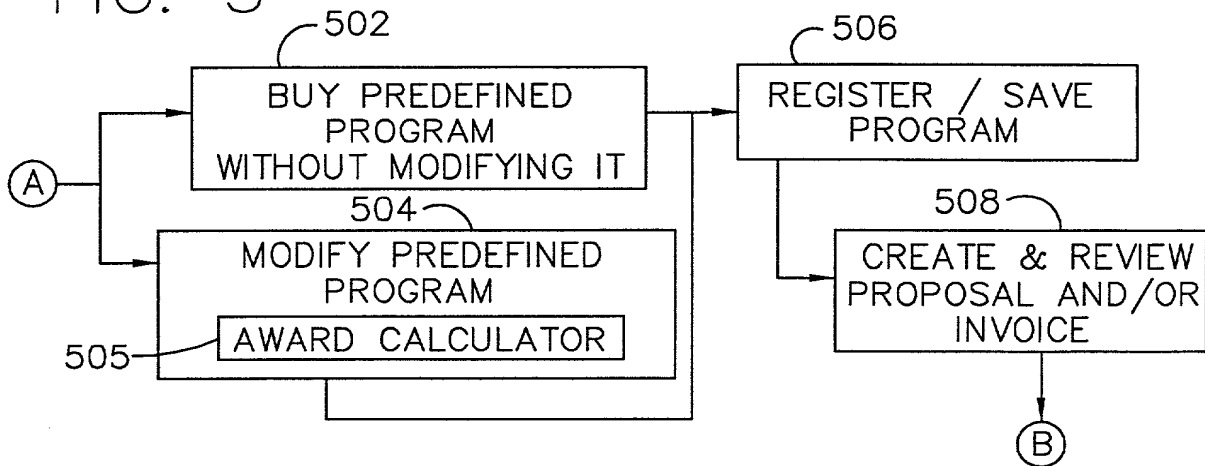 502
BUY PREDEFINED
PROGRAM
WITHOUT MODIFYING IT
506
REGISTER / SAVE
PROGRAM
A
504
MODIFY PREDEFINED
PROGRAM
505
AWARD CALCULATOR
508
CREATE & REVIEW
PROPOSAL AND/OR
INVOICE
B